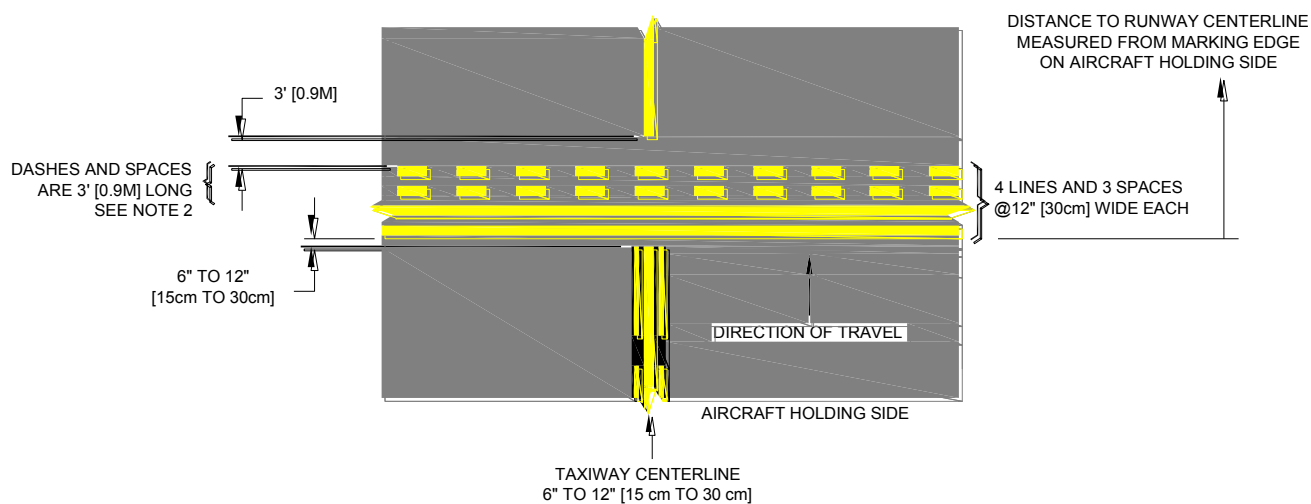 DISTANCE TO RUNWAY CENTERLINE
MEASURED FROM MARKING EDGE
ON AIRCRAFT HOLDING SIDE
3' [0.9M]
DASHES AND SPACES
ARE 3' [0.9M] LONG
SEE NOTE 2
4 LINES AND 3 SPACES
@12" [30cm] WIDE EACH
6" TO 12"
[15cm TO 30cm]
DIRECTION OF TRAVEL
AIRCRAFT HOLDING SIDE
TAXIWAY CENTERLINE
6" TO 12" [15 cm TO 30 cm]